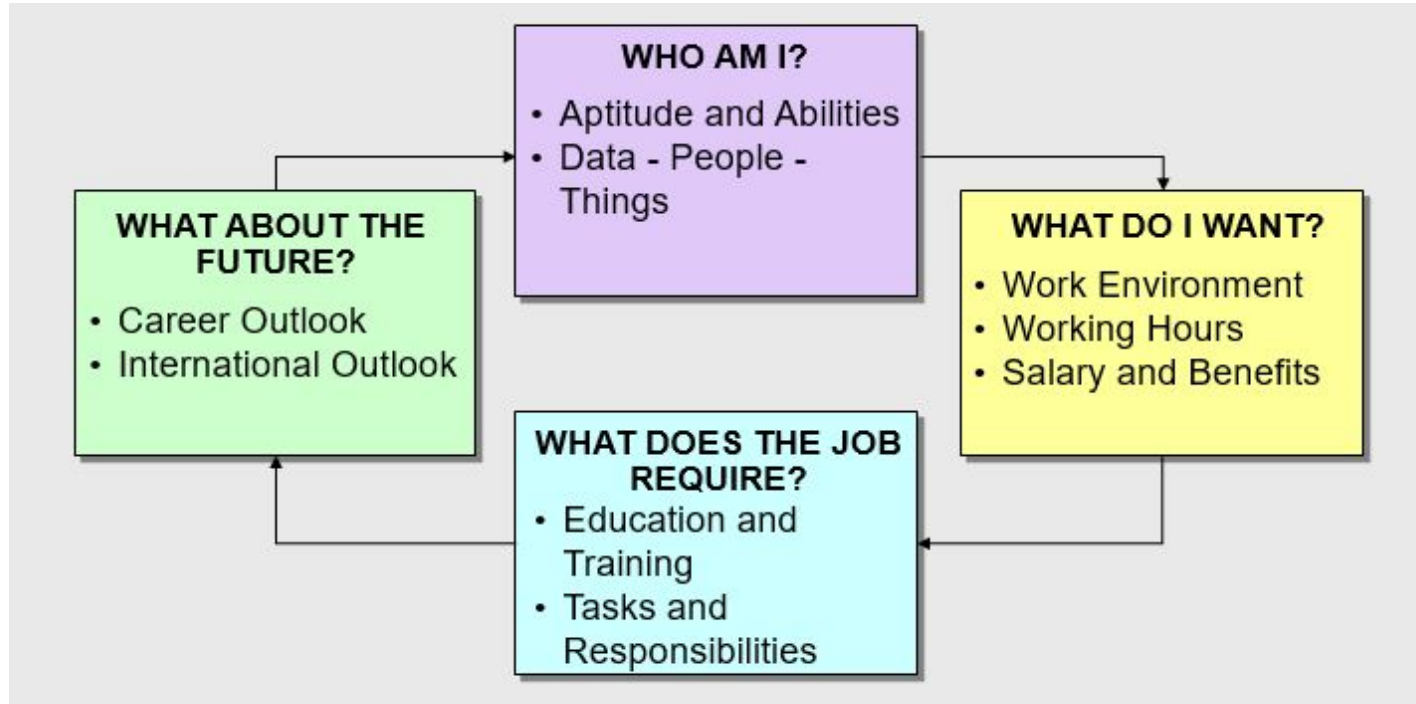 WHO AM I?
• Aptitude and Abilities
• Data - People -
Things
WHAT DO I WANT?
• Work Environment
• Working Hours
• Salary and Benefits
WHAT DOES THE JOB
REQUIRE?
• Education and
Training
• Tasks and
Responsibilities
WHAT ABOUT THE
FUTURE?
• Career Outlook
• International Outlook